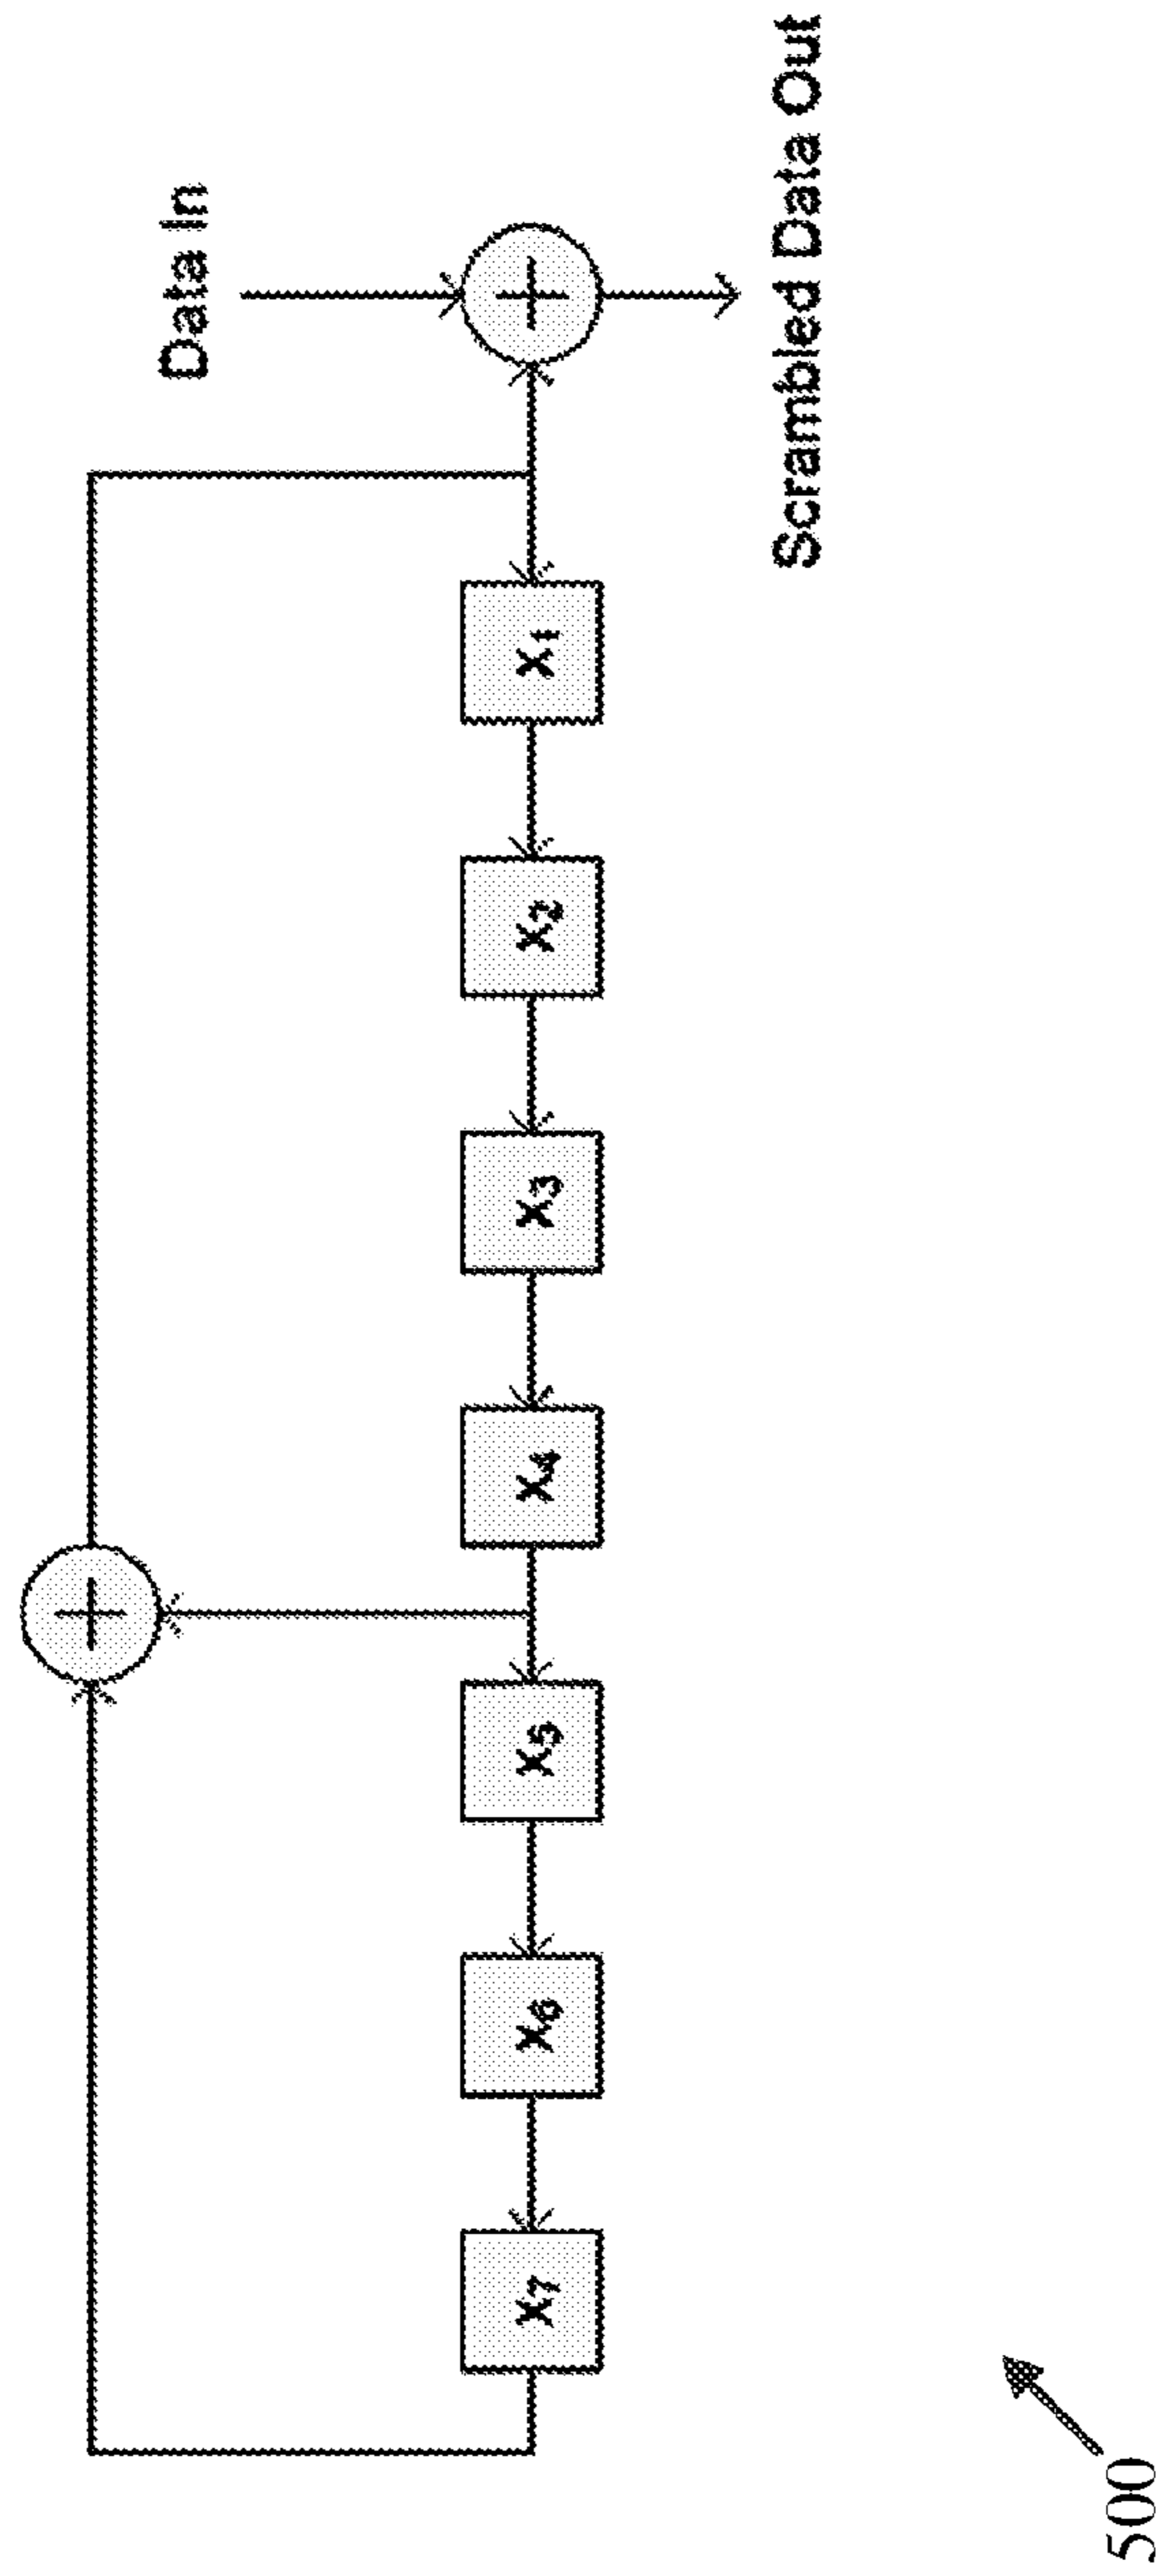 Data In
X7
X6
X5
X4
X3
X2
X1
Scrambled Data Out
500